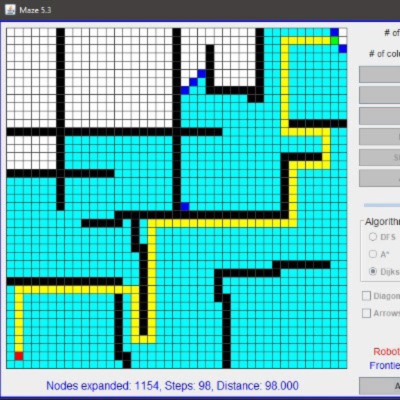 Maze 5.3
# of
# of
Algorithm
DFS
A*
Dijks
Diagon
Arrows
Robot
Frontie
A
Nodes expanded: 1154, Steps: 98, Distance: 98.000